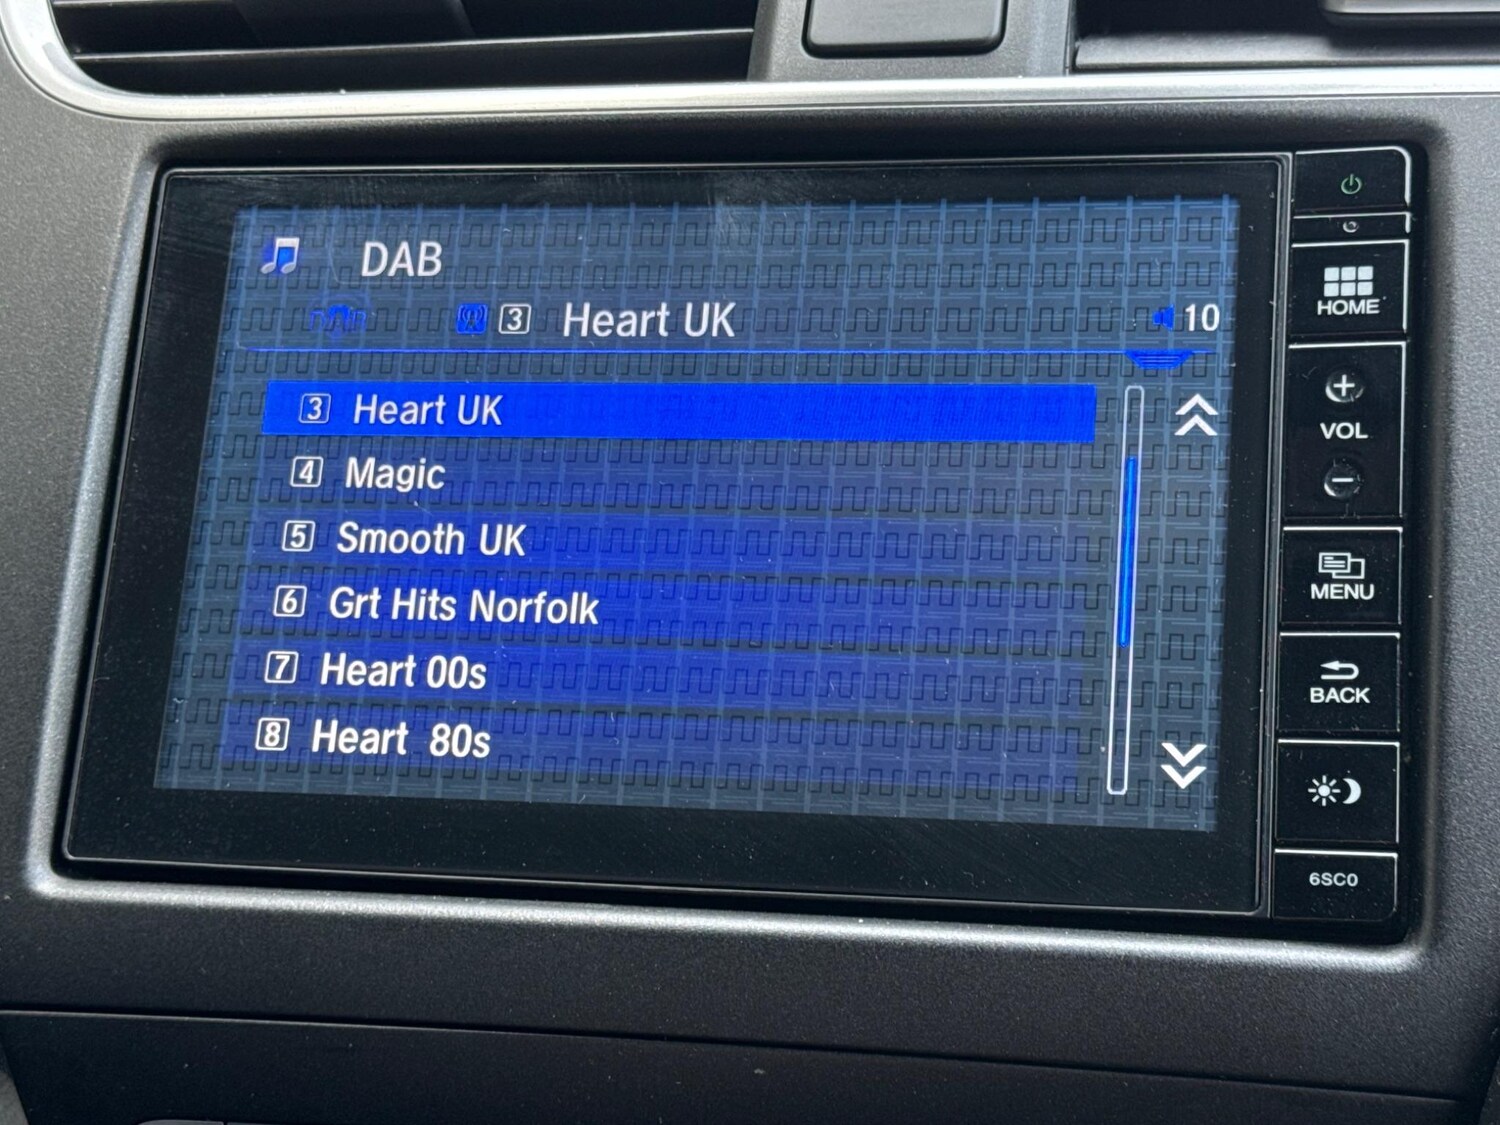 DAB
3 Heart UK 10
3 Heart UK
4 Magic
5 Smooth UK
6 Grt Hits Norfolk
7 Heart 00s
8 Heart 80s
HOME
VOL
MENU
BACK
6SC0